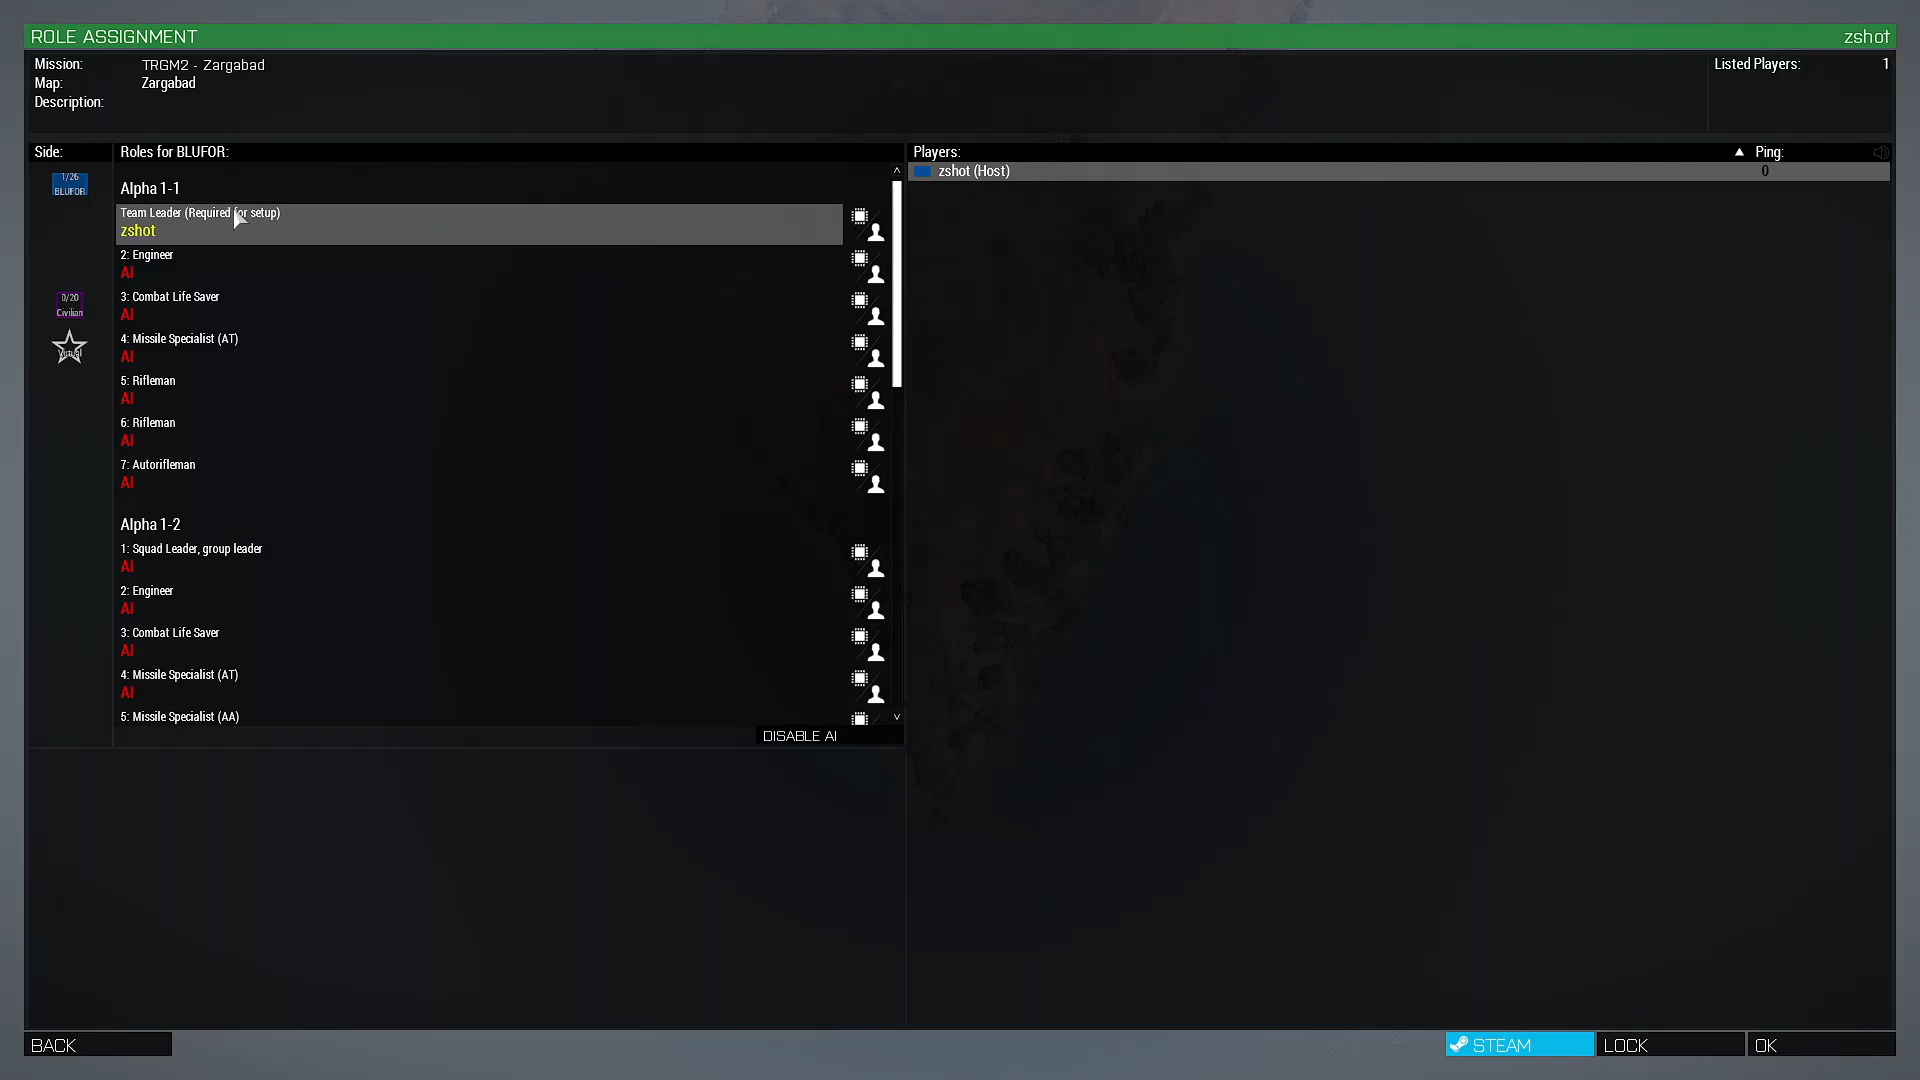 ROLE ASSIGNMENT zshot
Mission: TRGM2 - Zargabad Listed Players: 1
Map: Zargabad
Description:
Side: Roles for BLUFOR: Players: Ping:
1/26
BLUFOR
zshot (Host) 0
Alpha 1-1
Team Leader (Required for setup)
zshot
2: Engineer
AI
3: Combat Life Saver
AI
0/20
Civilian
4: Missile Specialist (AT)
AI
Virtual
5: Rifleman
AI
6: Rifleman
AI
7: Autorifleman
AI
Alpha 1-2
1: Squad Leader, group leader
AI
2: Engineer
AI
3: Combat Life Saver
AI
4: Missile Specialist (AT)
AI
5: Missile Specialist (AA)
DISABLE AI
BACK STEAM LOCK OK